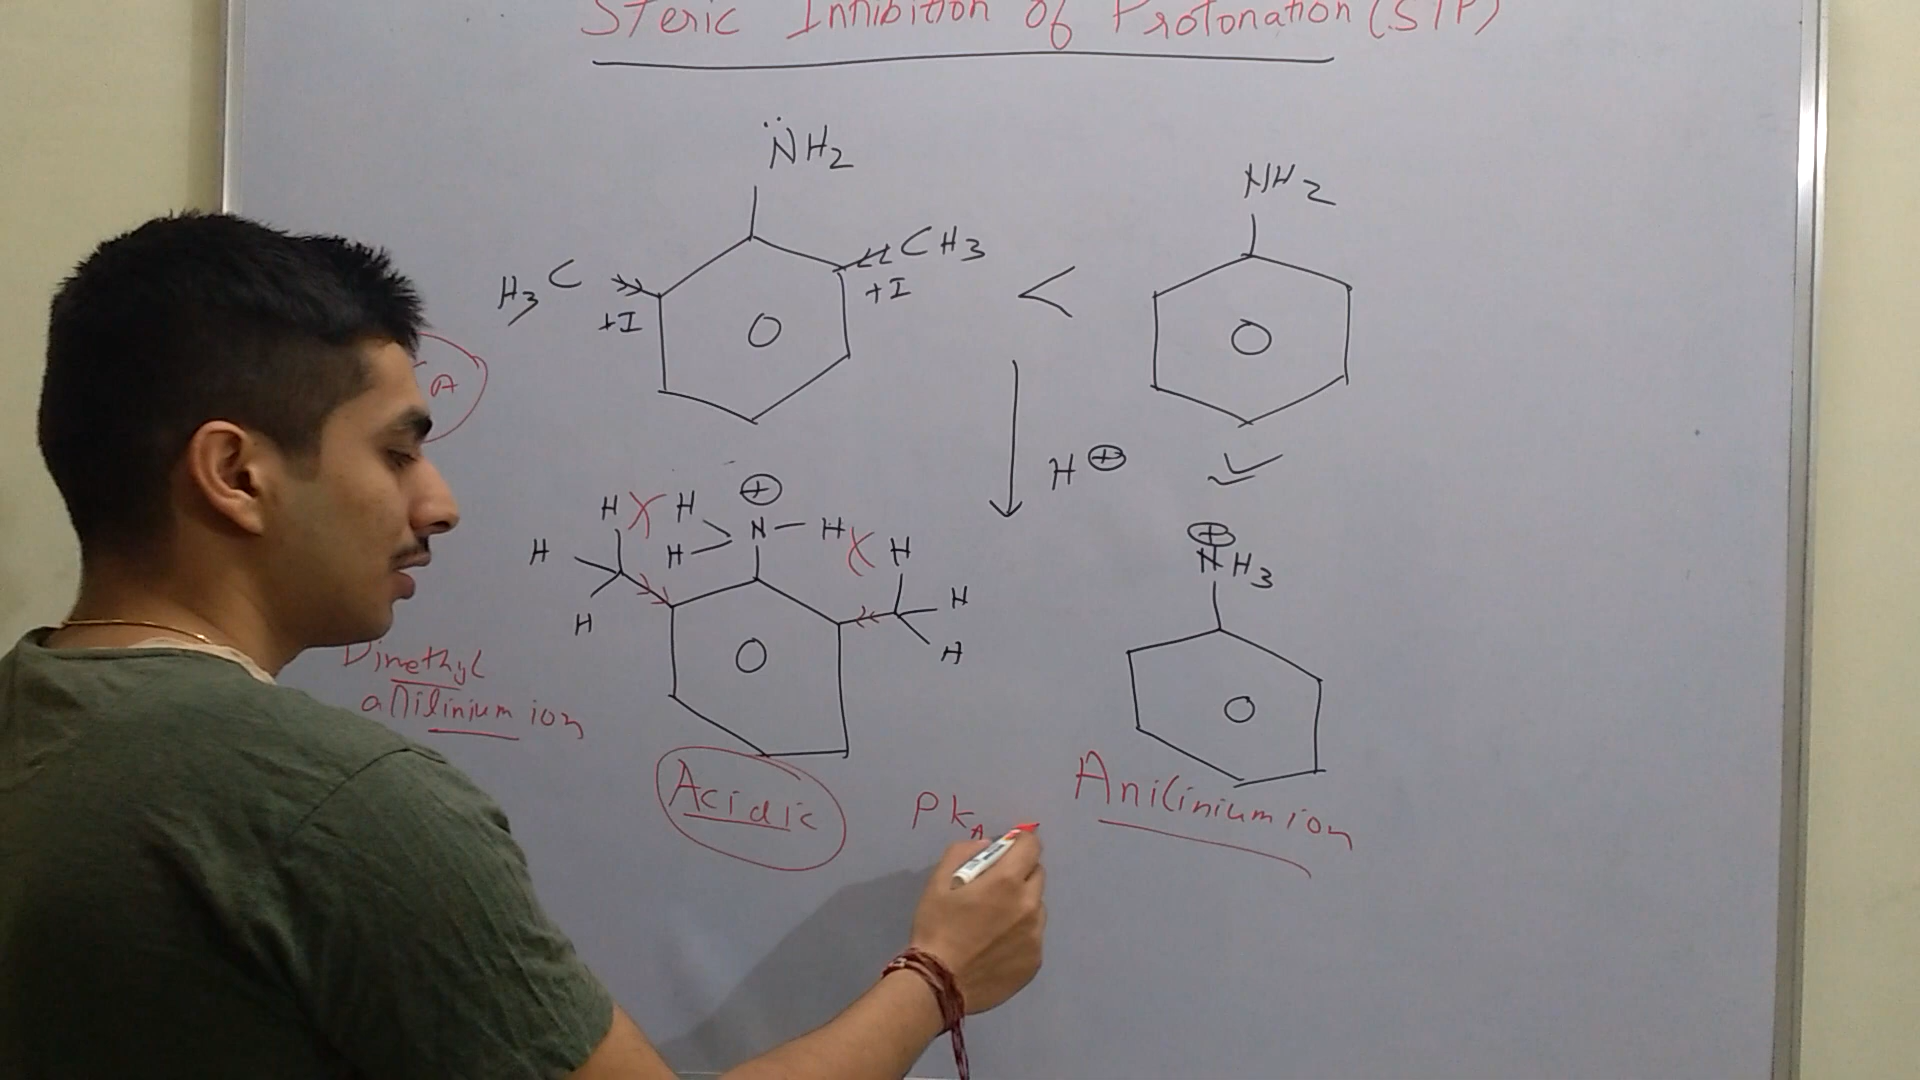 Steric Inhibition of Protonation (SIP)
N̈H2
NH2
H3C
CH3
+I
+I
<
A
H⊕
H H ⊕
H H N H H
H
H H
⊕
NH3
Dimethyl
anilinium ion
Acidic
PkA
Anilinium ion